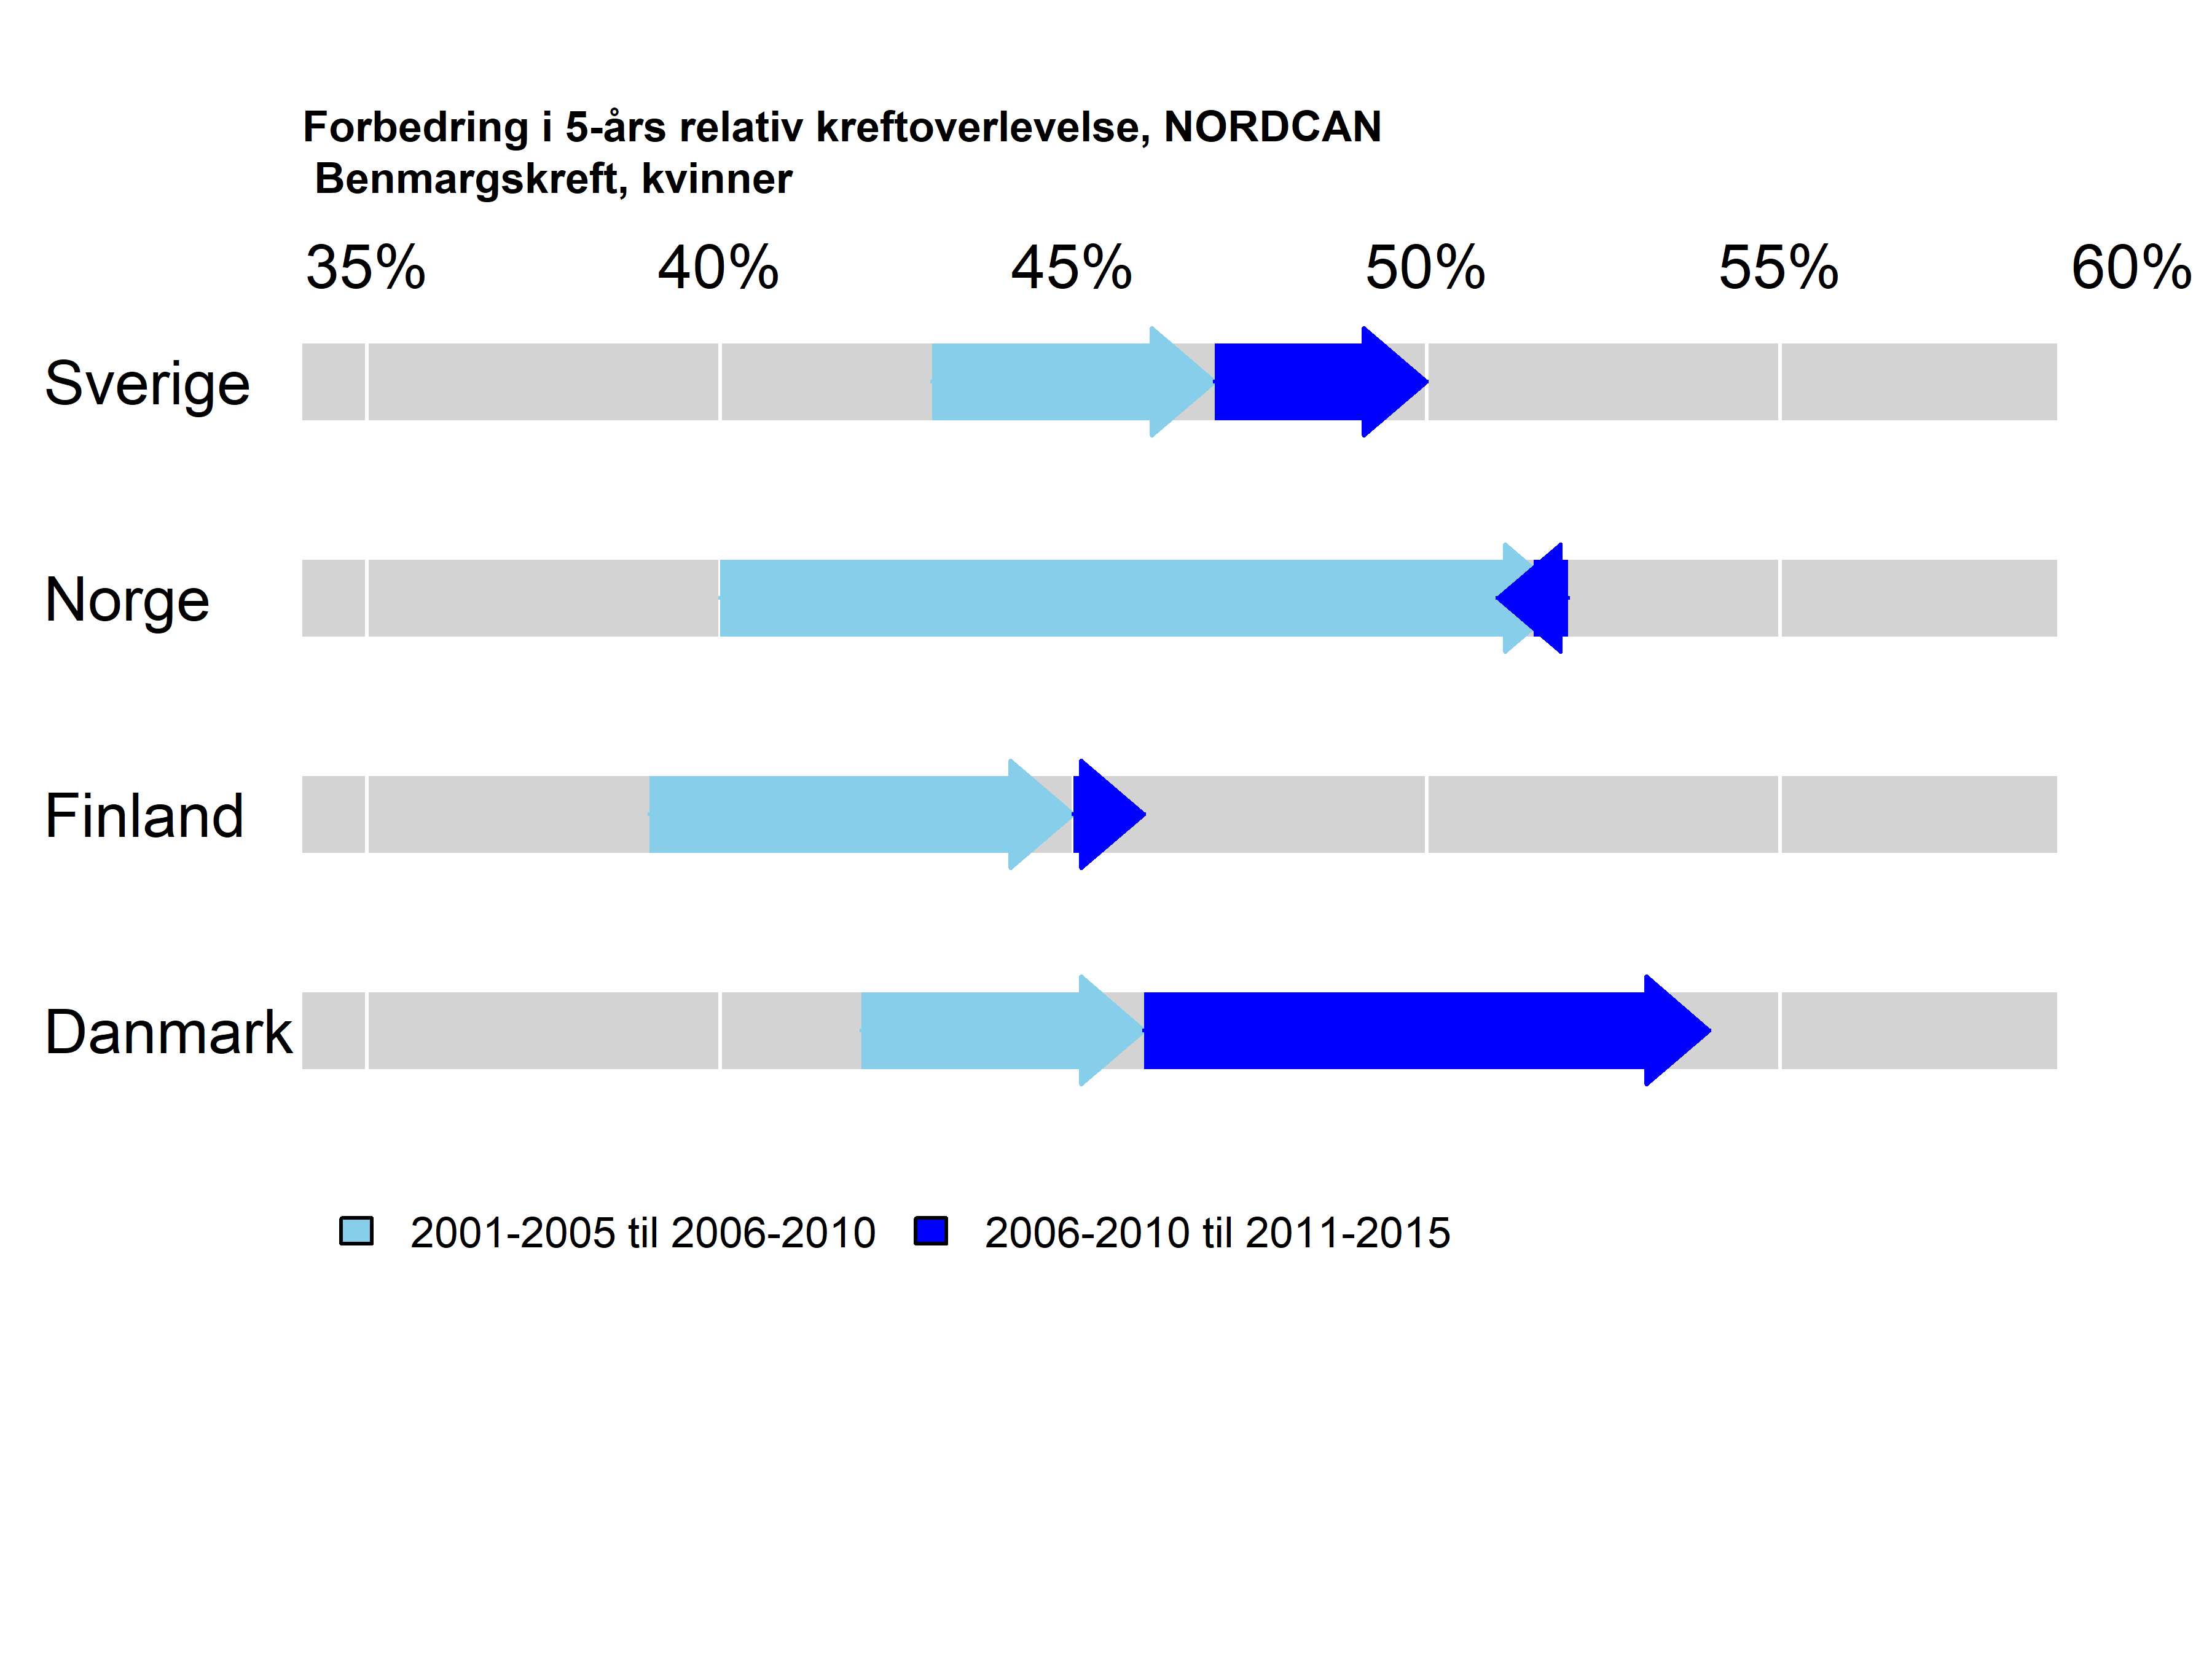 Forbedring i 5-års relativ kreftoverlevelse, NORDCAN
Benmargskreft, kvinner
35% 40% 45% 50% 55% 60%
Sverige
Norge
Finland
Danmark
2001-2005 til 2006-2010 2006-2010 til 2011-2015